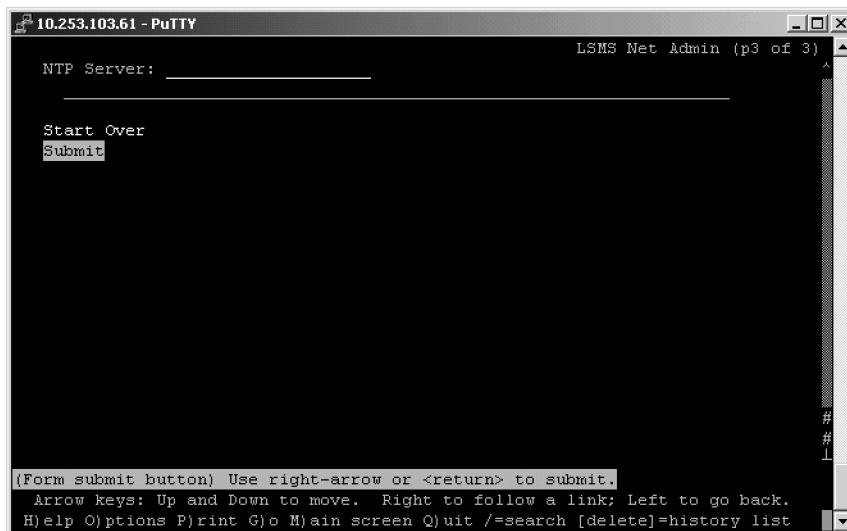 10.253.103.61 - PuTTY
LSMS Net Admin (p3 of 3)
NTP Server: ____________________
Start Over
Submit
#
#
(Form submit button) Use right-arrow or <return> to submit.
Arrow keys: Up and Down to move. Right to follow a link; Left to go back.
H)elp O)ptions P)rint G)o M)ain screen Q)uit /=search [delete]=history list